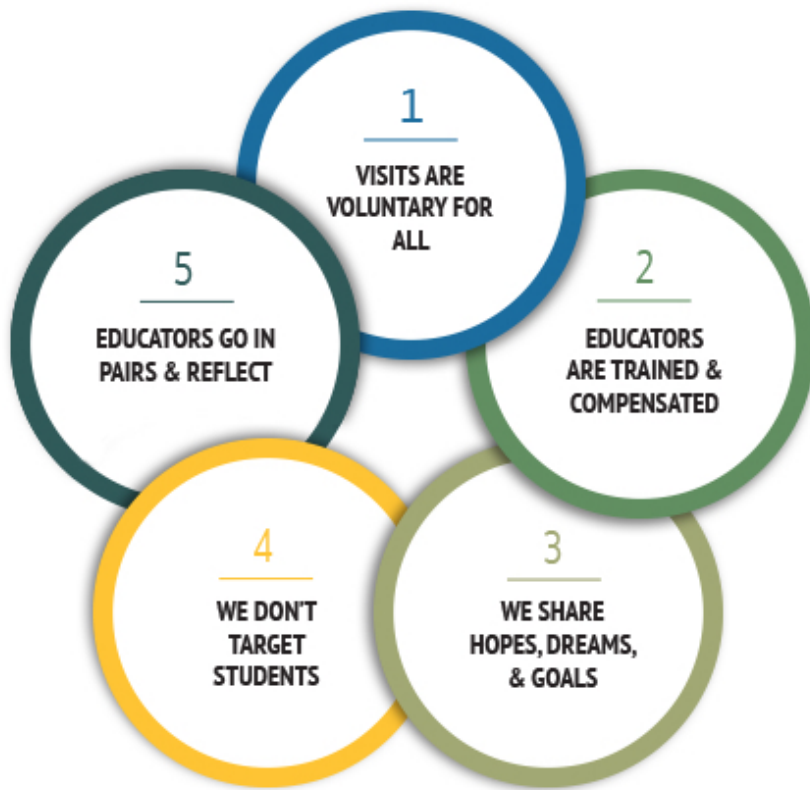 1
VISITS ARE
VOLUNTARY FOR
ALL
2
EDUCATORS
ARE TRAINED &
COMPENSATED
3
WE SHARE
HOPES, DREAMS,
& GOALS
4
WE DON'T
TARGET
STUDENTS
5
EDUCATORS GO IN
PAIRS & REFLECT